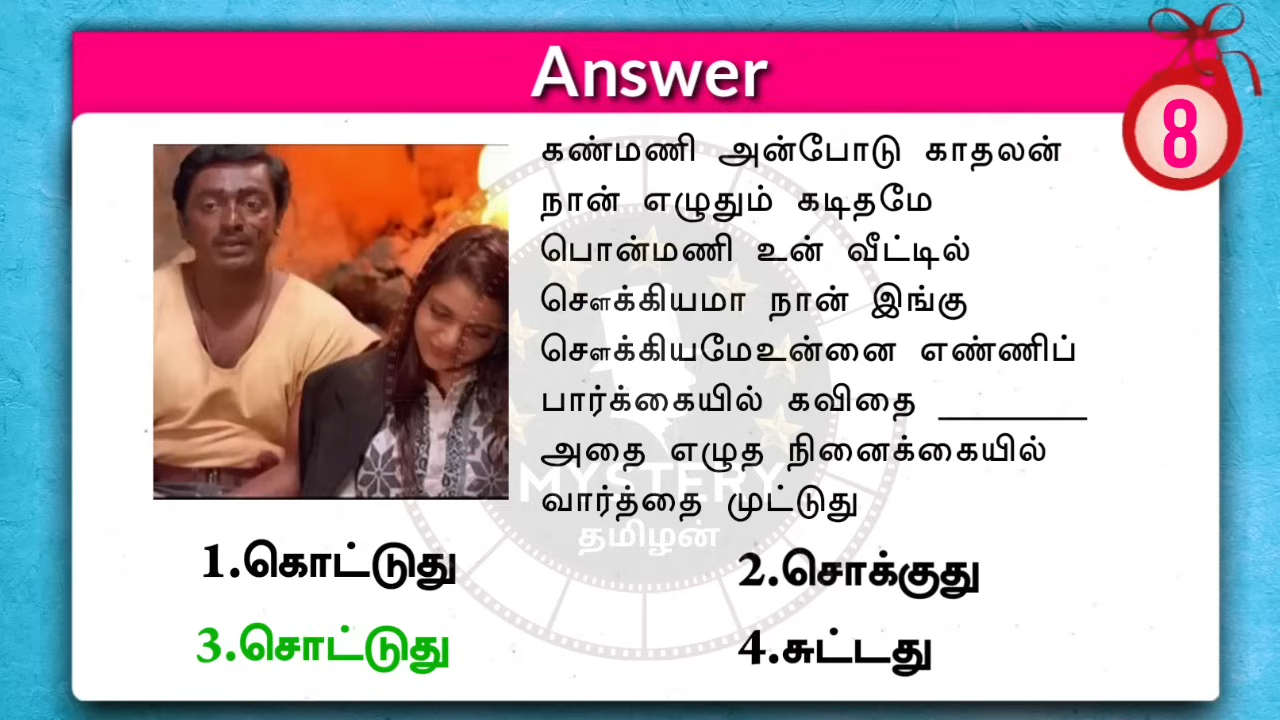 Answer
8
கண்மணி அன்போடு காதலன்
நான் எழுதும் கடிதமே
பொன்மணி உன் வீட்டில்
சௌக்கியமா நான் இங்கு
சௌக்கியமேஉன்னை எண்ணிப்
பார்க்கையில் கவிதை ________
அதை எழுத நினைக்கையில்
வார்த்தை முட்டுது
MYSTERY
தமிழன்
1.கொட்டுது
2.சொக்குது
3.சொட்டுது
4.சுட்டது